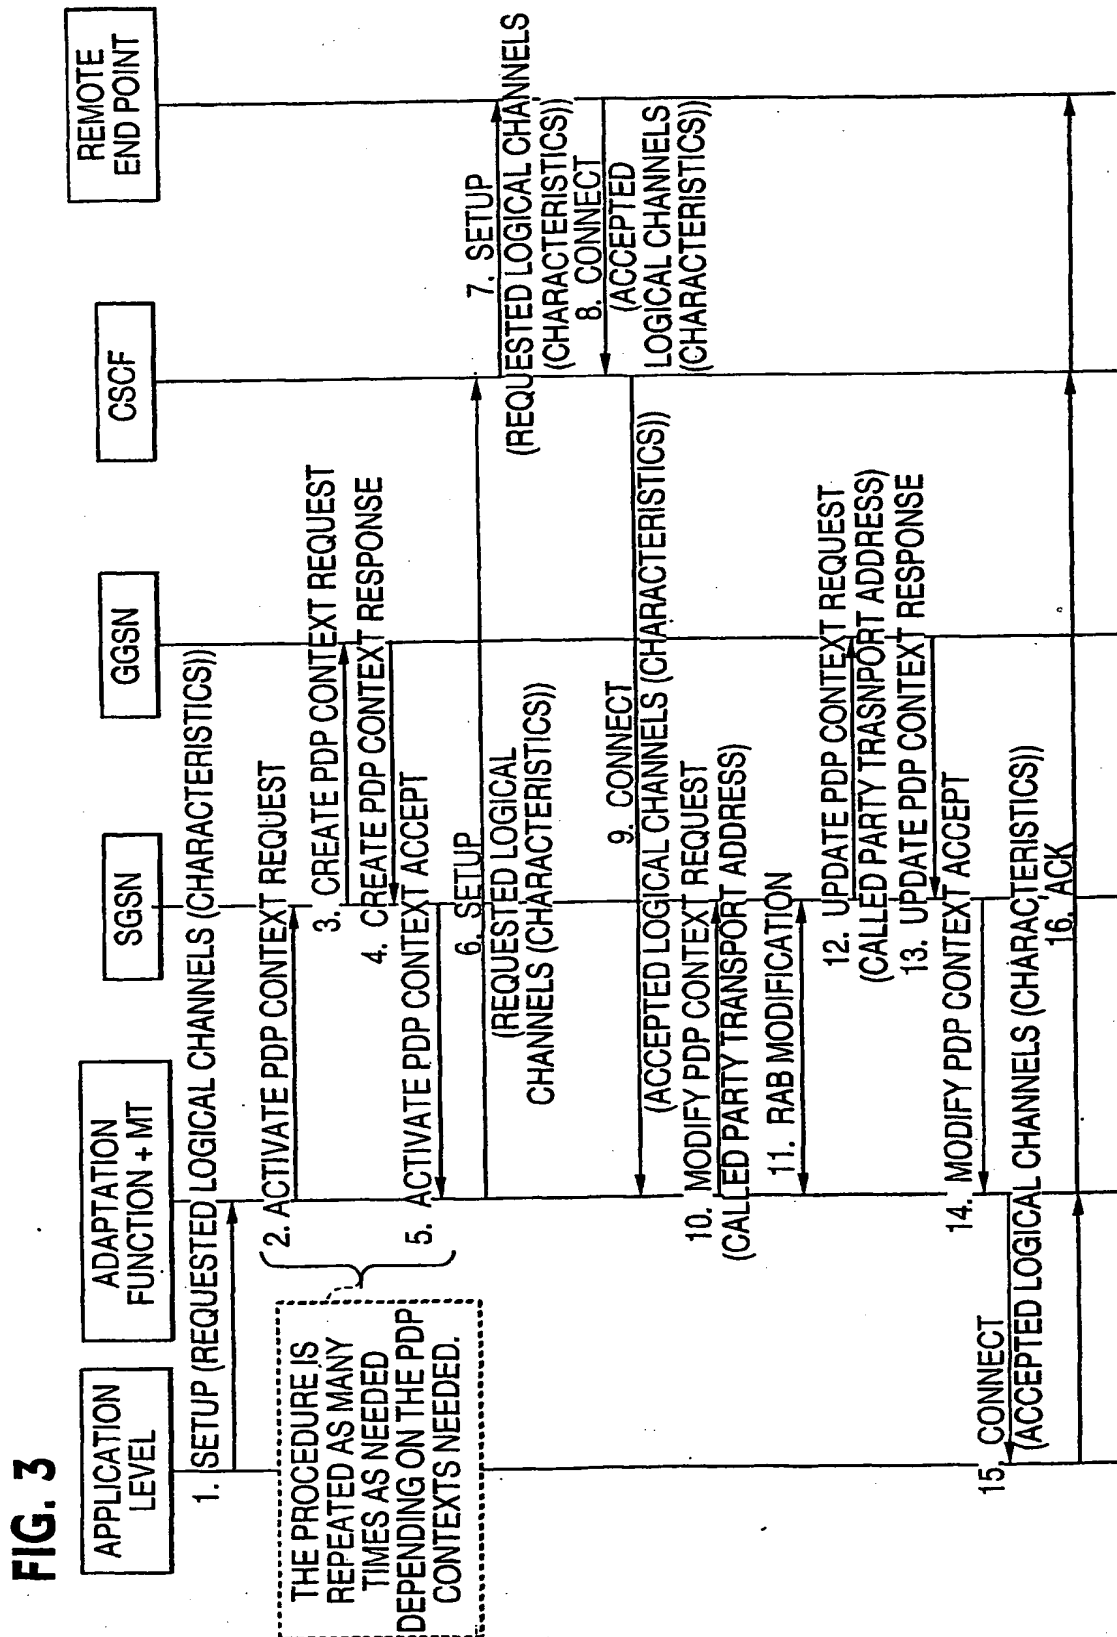 FIG. 3
APPLICATION
LEVEL
ADAPTATION
FUNCTION + MT
SGSN
GGSN
CSCF
REMOTE
END POINT
1. SETUP (REQUESTED LOGICAL CHANNELS (CHARACTERISTICS))
2. ACTIVATE PDP CONTEXT REQUEST
3. CREATE PDP CONTEXT REQUEST
4. CREATE PDP CONTEXT RESPONSE
5. ACTIVATE PDP CONTEXT ACCEPT
THE PROCEDURE IS
REPEATED AS MANY
TIMES AS NEEDED
DEPENDING ON THE PDP
CONTEXTS NEEDED.
6. SETUP
(REQUESTED LOGICAL
CHANNELS (CHARACTERISTICS))
7. SETUP
(REQUESTED LOGICAL CHANNELS
(CHARACTERISTICS))
8. CONNECT
(ACCEPTED
LOGICAL CHANNELS
(CHARACTERISTICS))
9. CONNECT
(ACCEPTED LOGICAL CHANNELS (CHARACTERISTICS))
10. MODIFY PDP CONTEXT REQUEST
(CALLED PARTY TRANSPORT ADDRESS)
11. RAB MODIFICATION
12. UPDATE PDP CONTEXT REQUEST
(CALLED PARTY TRASNPORT ADDRESS)
13. UPDATE PDP CONTEXT RESPONSE
14. MODIFY PDP CONTEXT ACCEPT
15. CONNECT
(ACCEPTED LOGICAL CHANNELS (CHARACTERISTICS))
16. ACK